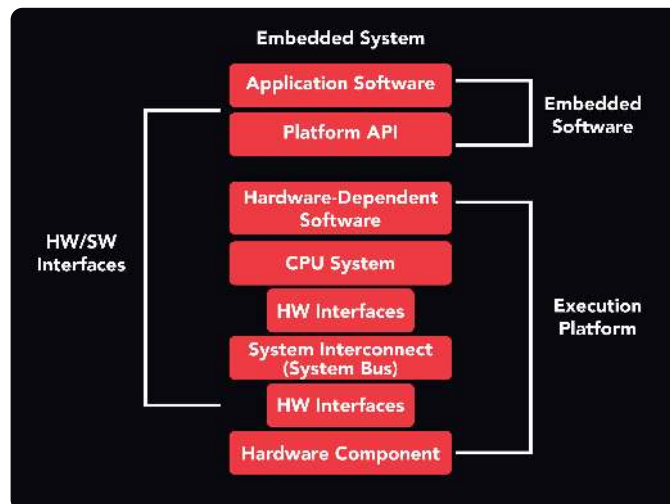 Embedded System
Application Software
Platform API
Embedded
Software
Hardware-Dependent
Software
CPU System
HW/SW
Interfaces
HW Interfaces
Execution
Platform
System Interconnect
(System Bus)
HW Interfaces
Hardware Component